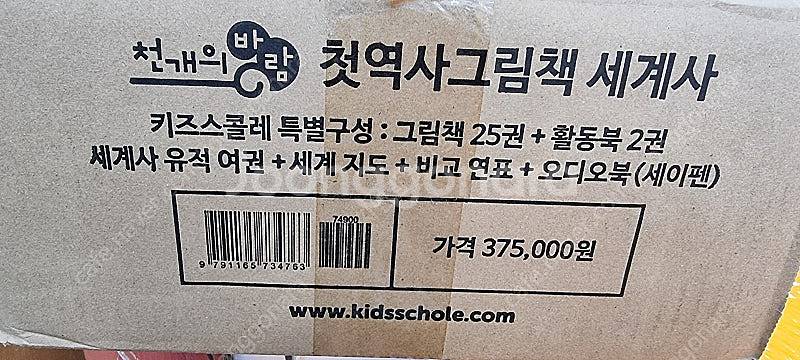 천개의바람 첫역사그림책 세계사
키즈스콜레 특별구성 : 그림책 25권 + 활동북 2권
세계사 유적 여권 + 세계 지도 + 비교 연표 + 오디오북(세이펜)
74900
9 791165 734763
가격 375,000원
www.kidsschole.com